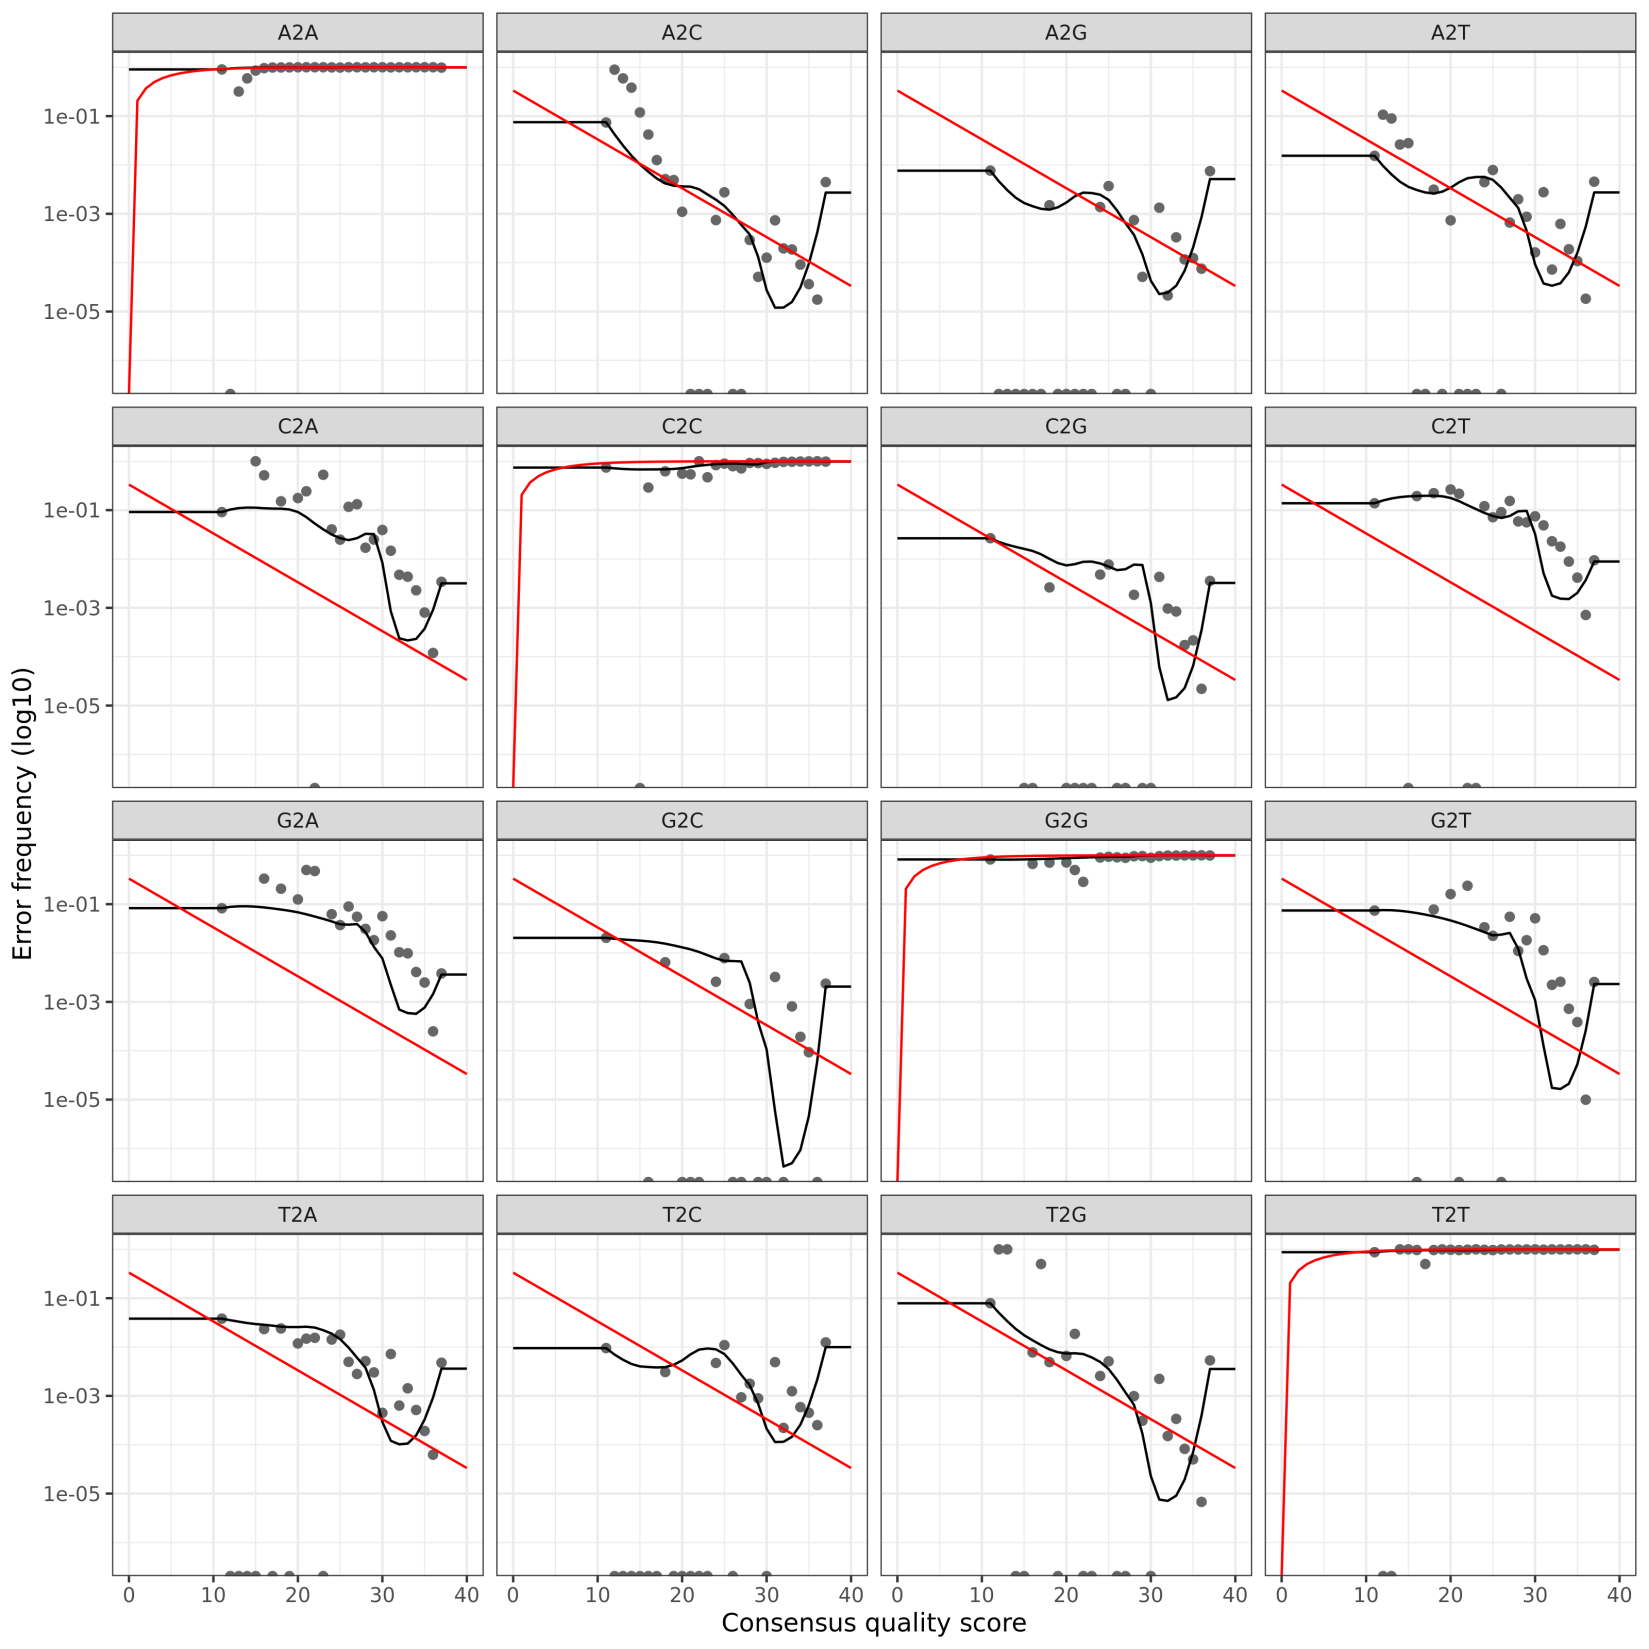 A2A A2C A2G A2T
1e-01
1e-03
1e-05
C2A C2C C2G C2T
1e-01
1e-03
1e-05
G2A G2C G2G G2T
1e-01
1e-03
1e-05
T2A T2C T2G T2T
1e-01
1e-03
1e-05
0 10 20 30 40 0 10 20 30 40 0 10 20 30 40 0 10 20 30 40
Consensus quality score
Error frequency (log10)